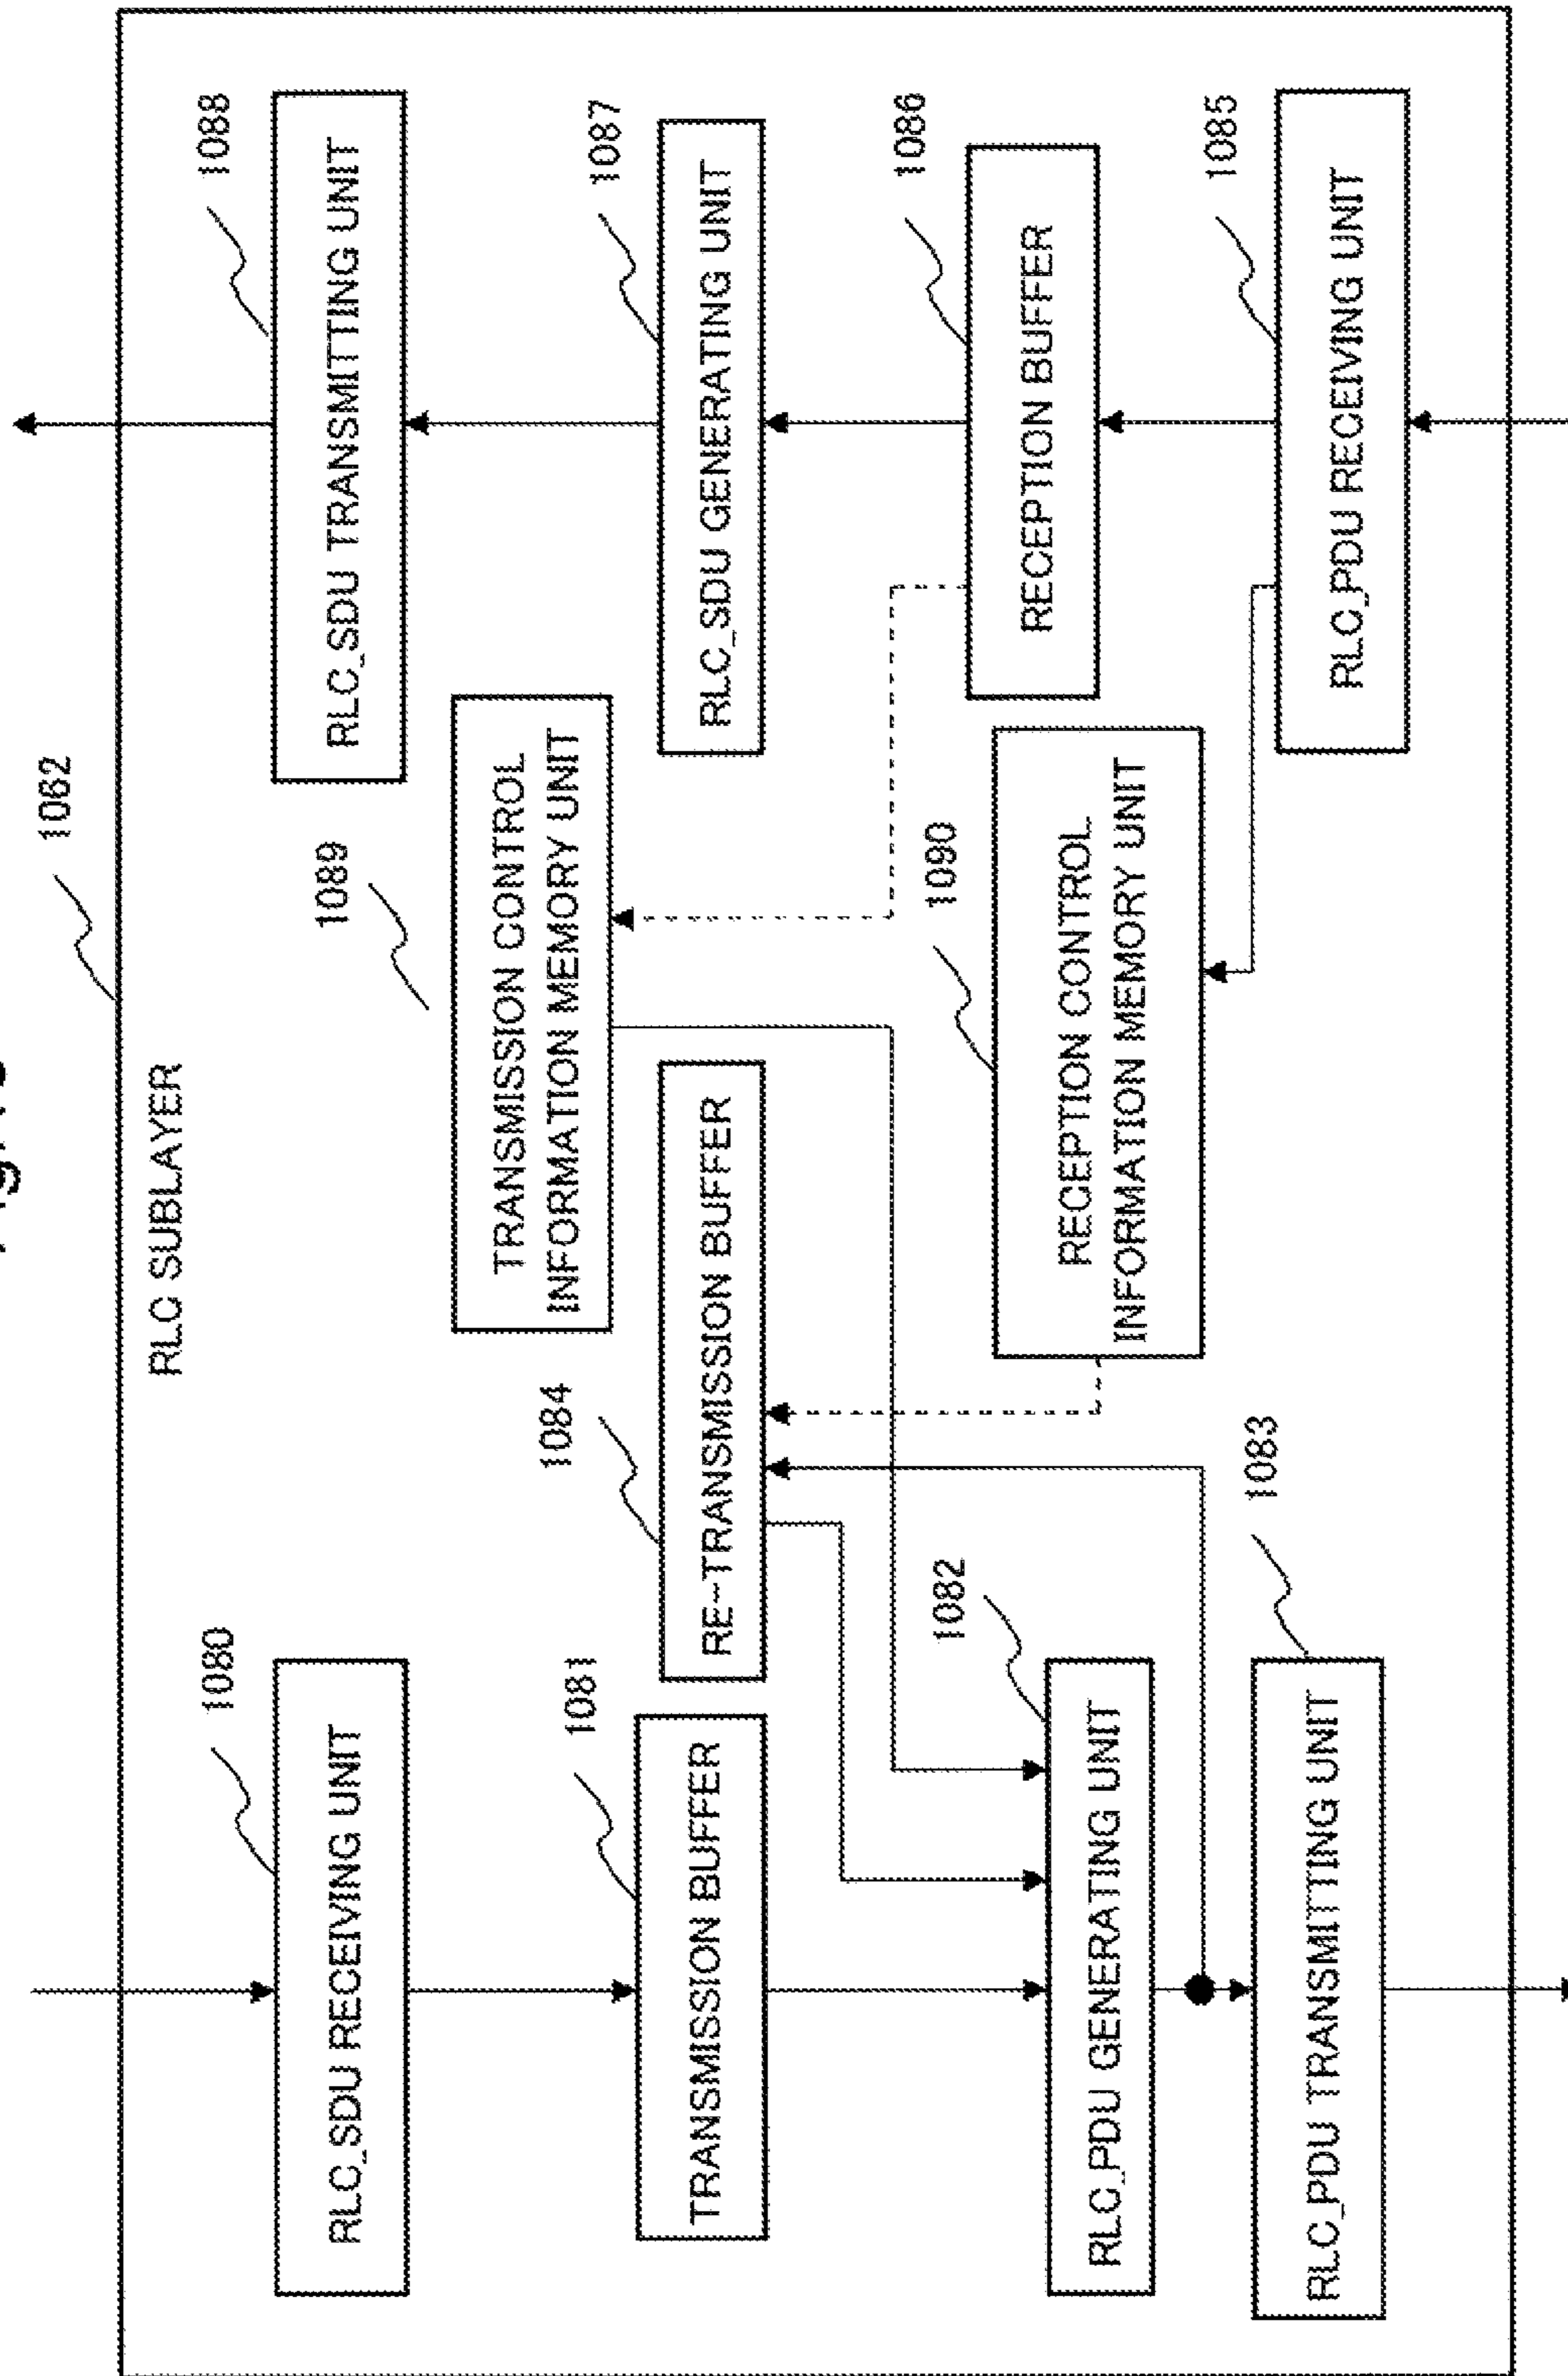 1062
RLC SUBLAYER
1080
RLC_SDU RECEIVING UNIT
1081
TRANSMISSION BUFFER
1082
RLC_PDU GENERATING UNIT
1083
RLC_PDU TRANSMITTING UNIT
1084
RE-TRANSMISSION BUFFER
1089
TRANSMISSION CONTROL
INFORMATION MEMORY UNIT
1090
RECEPTION CONTROL
INFORMATION MEMORY UNIT
1088
RLC_SDU TRANSMITTING UNIT
1087
RLC_SDU GENERATING UNIT
1086
RECEPTION BUFFER
1085
RLC_PDU RECEIVING UNIT